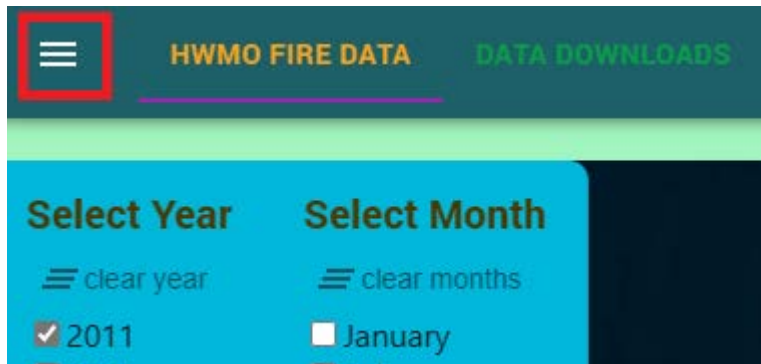 HWMO FIRE DATA DATA DOWNLOADS
Select Year Select Month
clear year clear months
2011 January